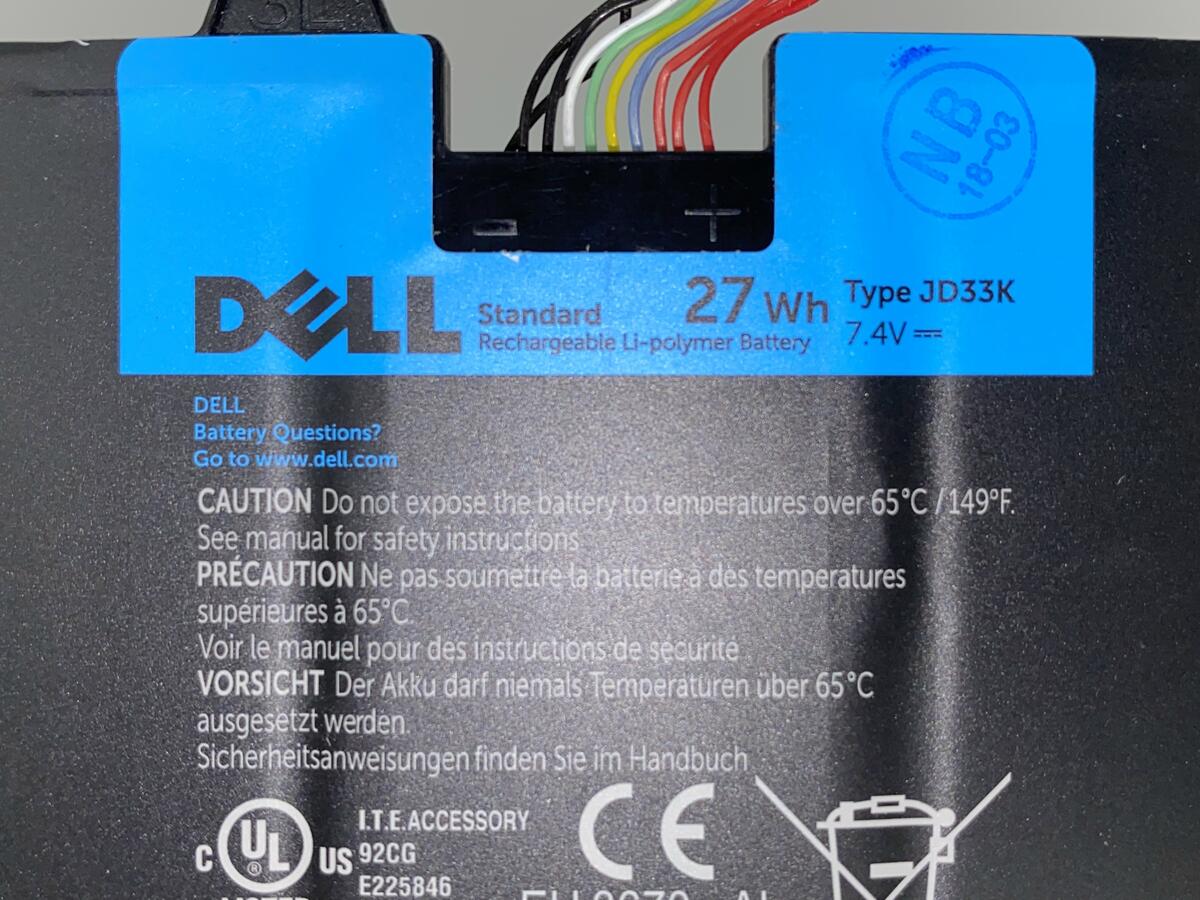 NB
18-03
DELL
Standard
Rechargeable Li-polymer Battery
27 Wh
Type JD33K
7.4V
DELL
Battery Questions?
Go to www.dell.com
CAUTION Do not expose the battery to temperatures over 65°C /149°F.
See manual for safety instructions
PRÉCAUTION Ne pas soumettre la batterie à des temperatures
supérieures à 65°C.
Voir le manuel pour des instructions de securite
VORSICHT Der Akku darf niemals Temperaturen über 65°C
ausgesetzt werden.
Sicherheitsanweisungen finden Sie im Handbuch
C UL ® US
I.T.E.ACCESSORY
92CG
E225846
CE